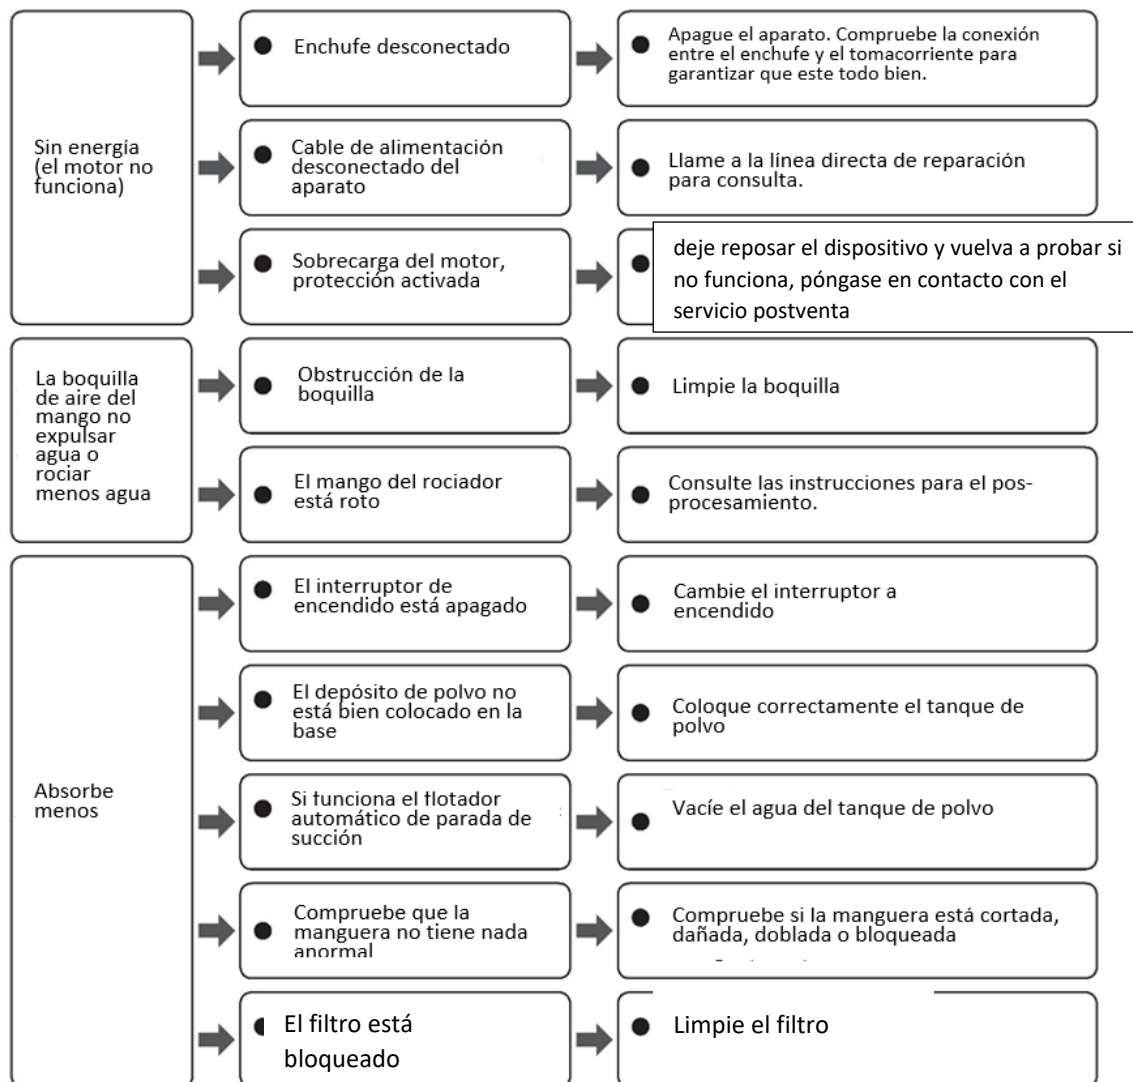 Sin energía
(el motor no
funciona)
Enchufe desconectado
Apague el aparato. Compruebe la conexión
entre el enchufe y el tomacorriente para
garantizar que este todo bien.
Cable de alimentación
desconectado del
aparato
Llame a la línea directa de reparación
para consulta.
Sobrecarga del motor,
protección activada
deje reposar el dispositivo y vuelva a probar si
no funciona, póngase en contacto con el
servicio postventa
La boquilla
de aire del
mango no
expulsar
agua o
rociar
menos agua
Obstrucción de la
boquilla
Limpie la boquilla
El mango del rociador
está roto
Consulte las instrucciones para el pos-
procesamiento.
Absorbe
menos
El interruptor de
encendido está apagado
Cambie el interruptor a
encendido
El depósito de polvo no
está bien colocado en la
base
Coloque correctamente el tanque de
polvo
Si funciona el flotador
automático de parada de
succión
Vacíe el agua del tanque de polvo
Compruebe que la
manguera no tiene nada
anormal
Compruebe si la manguera está cortada,
dañada, doblada o bloqueada
El filtro está
bloqueado
Limpie el filtro